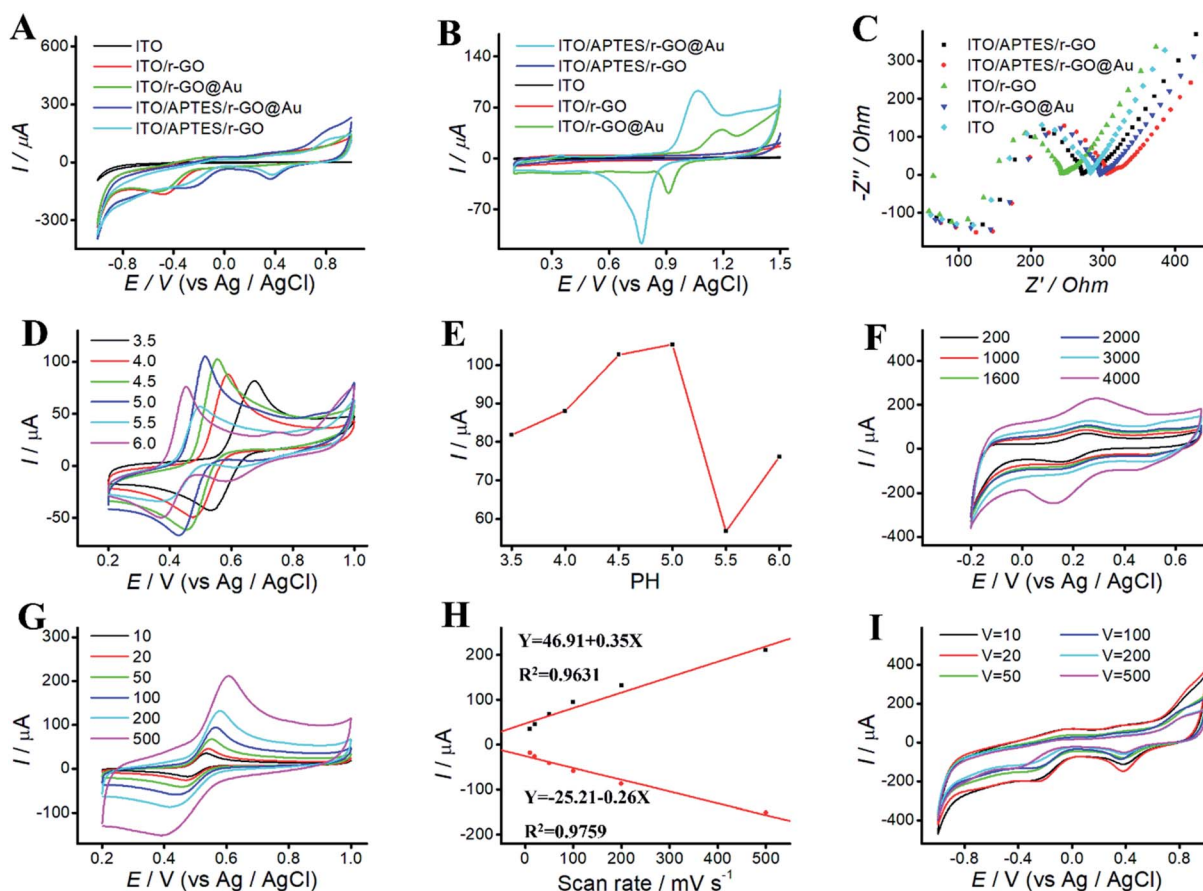 A
600
300
0
-300
I / µA
ITO
ITO/r-GO
ITO/r-GO@Au
ITO/APTES/r-GO@Au
ITO/APTES/r-GO
-0.8 -0.4 0.0 0.4 0.8
E / V (vs Ag / AgCl)
B
140
70
0
-70
I / µA
ITO/APTES/r-GO@Au
ITO/APTES/r-GO
ITO
ITO/r-GO
ITO/r-GO@Au
0.3 0.6 0.9 1.2 1.5
E / V (vs Ag / AgCl)
C
300
200
100
0
-100
-Z" / Ohm
ITO/APTES/r-GO
ITO/APTES/r-GO@Au
ITO/r-GO
ITO/r-GO@Au
ITO
100 200 300 400
Z' / Ohm
D
100
50
0
-50
I / µA
3.5
4.0
4.5
5.0
5.5
6.0
0.2 0.4 0.6 0.8 1.0
E / V (vs Ag / AgCl)
E
100
80
60
I / µA
3.5 4.0 4.5 5.0 5.5 6.0
PH
F
400
200
0
-200
-400
I / µA
200 2000
1000 3000
1600 4000
-0.2 0.0 0.2 0.4 0.6
E / V (vs Ag / AgCl)
G
300
200
100
0
-100
I / µA
10
20
50
100
200
500
0.2 0.4 0.6 0.8 1.0
E / V (vs Ag / AgCl)
H
200
100
0
-100
-200
I / µA
Y=46.91+0.35X
R²=0.9631
Y=-25.21-0.26X
R²=0.9759
0 100 200 300 400 500
Scan rate / mV s⁻¹
I
400
200
0
-200
-400
I / µA
V=10 V=100
V=20 V=200
V=50 V=500
-0.8 -0.4 0.0 0.4 0.8
E / V (vs Ag / AgCl)